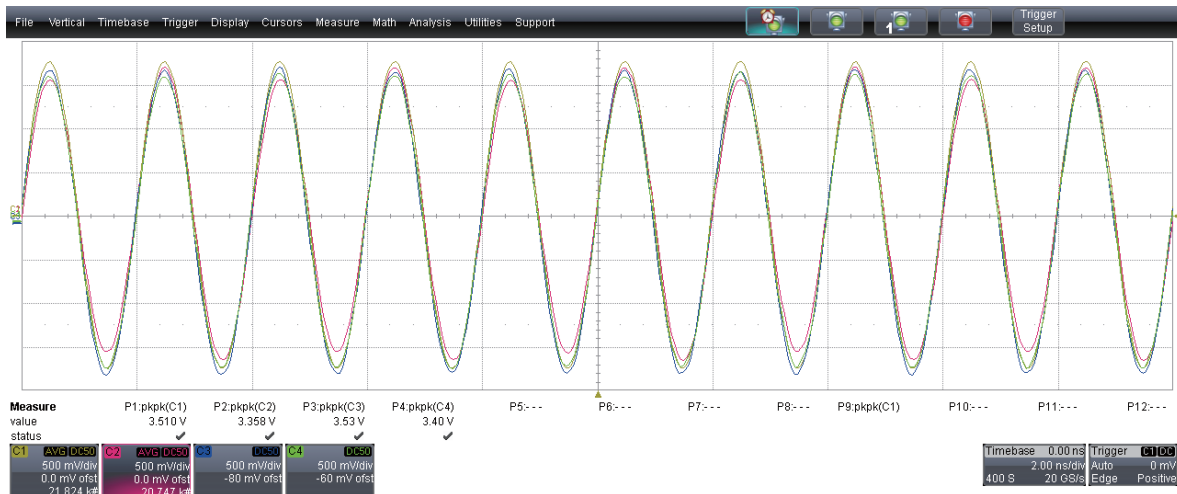 File Vertical Timebase Trigger Display Cursors Measure Math Analysis Utilities Support
1
Trigger
Setup
Measure P1:pkpk(C1) P2:pkpk(C2) P3:pkpk(C3) P4:pkpk(C4) P5:- - - P6:- - - P7:- - - P8:- - - P9:pkpk(C1) P10:- - - P11:- - - P12:- - -
value 3.510 V 3.358 V 3.53 V 3.40 V
status
C1 AVG DC50 C2 AVG DC50 C3 DC50 C4 DC50 Timebase 0.00 ns Trigger C1 DC
500 mV/div 500 mV/div 500 mV/div 500 mV/div 2.00 ns/div Auto 0 mV
0.0 mV ofst 0.0 mV ofst -80 mV ofst -60 mV ofst 400 S 20 GS/s Edge Positive
21.824 k# 20.747 k#